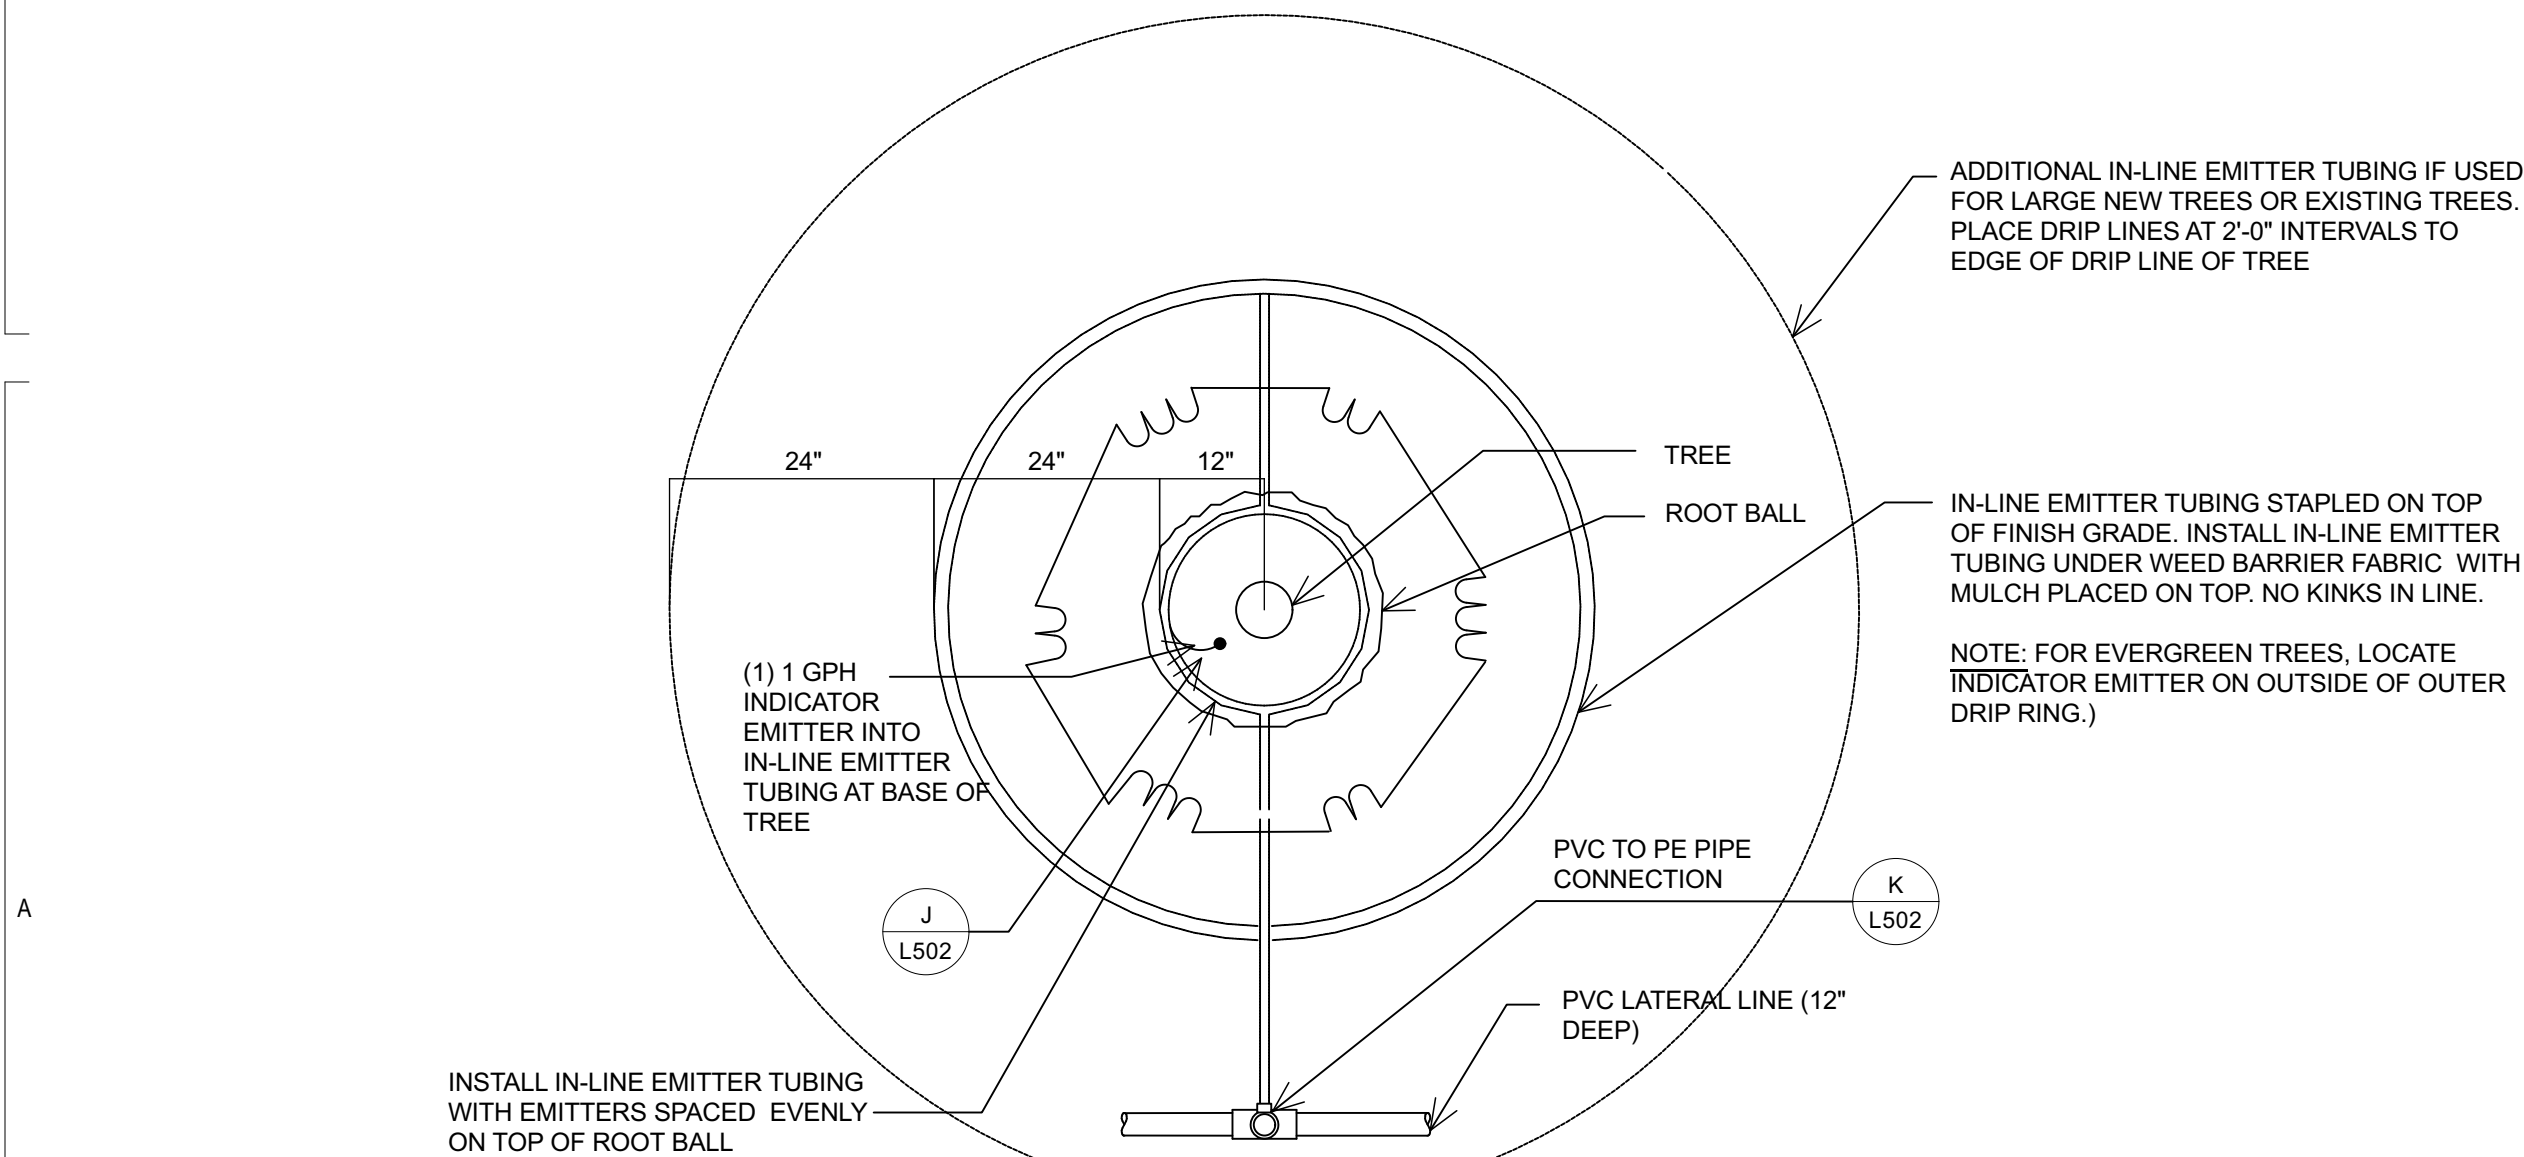 ADDITIONAL IN-LINE EMITTER TUBING IF USED
FOR LARGE NEW TREES OR EXISTING TREES.
PLACE DRIP LINES AT 2'-0" INTERVALS TO
EDGE OF DRIP LINE OF TREE
24"
24"
12"
TREE
ROOT BALL
IN-LINE EMITTER TUBING STAPLED ON TOP
OF FINISH GRADE. INSTALL IN-LINE EMITTER
TUBING UNDER WEED BARRIER FABRIC WITH
MULCH PLACED ON TOP. NO KINKS IN LINE.
NOTE: FOR EVERGREEN TREES, LOCATE
INDICATOR EMITTER ON OUTSIDE OF OUTER
DRIP RING.)
(1) 1 GPH
INDICATOR
EMITTER INTO
IN-LINE EMITTER
TUBING AT BASE OF
TREE
PVC TO PE PIPE
CONNECTION
K
L502
A
J
L502
PVC LATERAL LINE (12"
DEEP)
INSTALL IN-LINE EMITTER TUBING
WITH EMITTERS SPACED EVENLY
ON TOP OF ROOT BALL